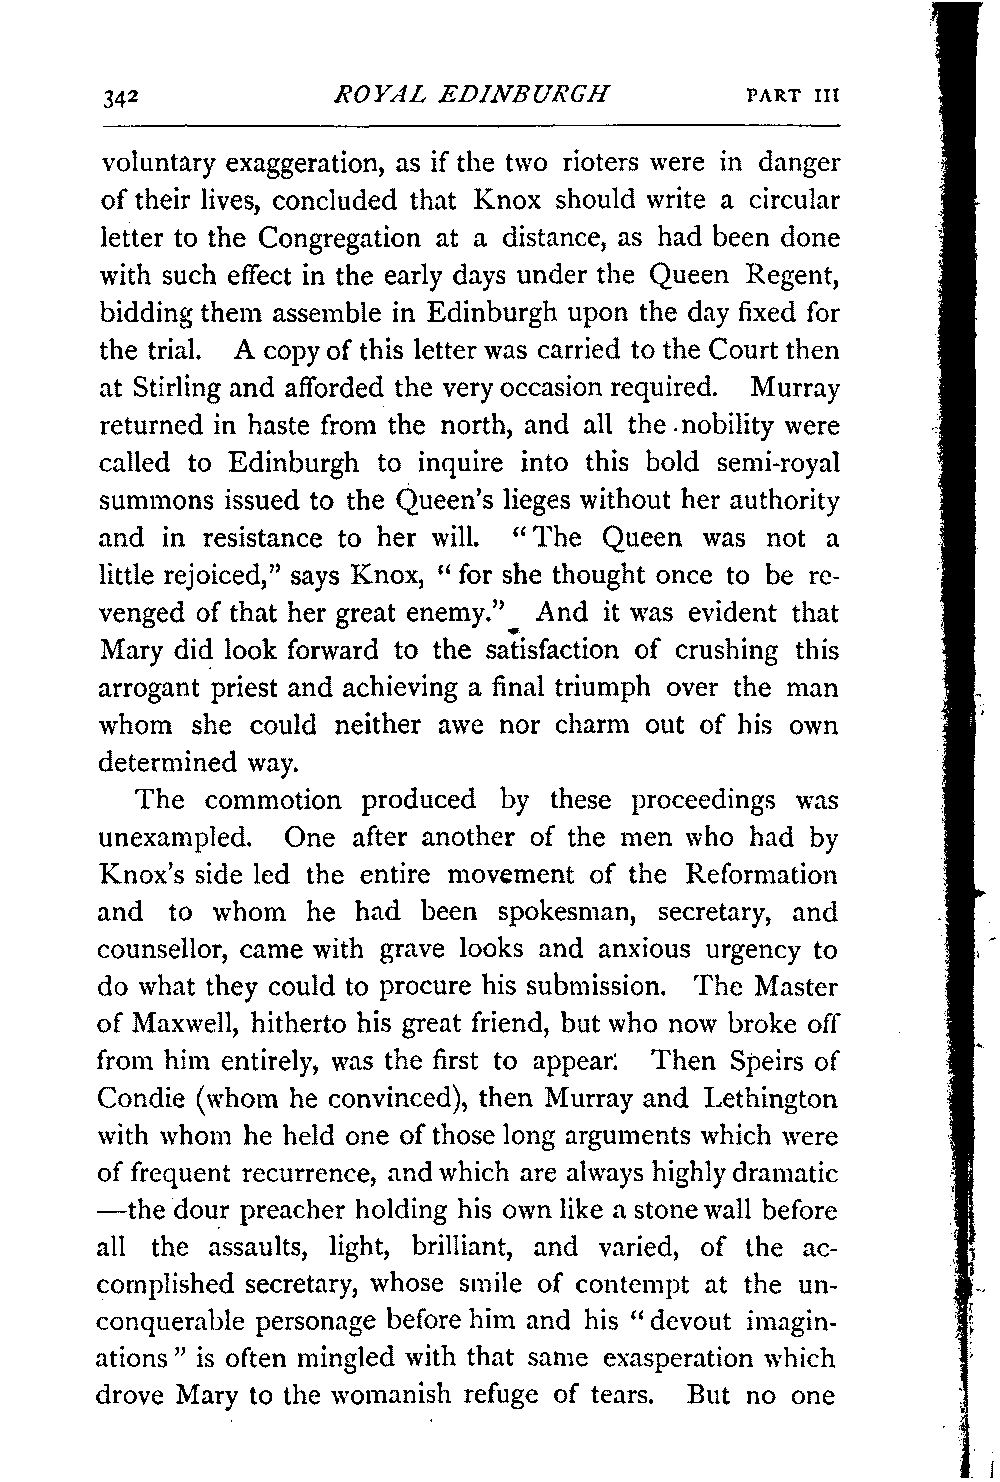 342 ROYAL EDINBURGH PART III
voluntary exaggeration, as if the two rioters were in danger
of their lives, concluded that Knox should write a circular
letter to the Congregation at a distance, as had been done
with such effect in the early days under the Queen Regent,
bidding them assemble in Edinburgh upon the day fixed for
the trial. A copy of this letter was carried to the Court then
at Stirling and afforded the very occasion required. Murray
returned in haste from the north, and all the nobility were
called to Edinburgh to inquire into this bold semi-royal
summons issued to the Queen's lieges without her authority
and in resistance to her will. "The Queen was not a
little rejoiced," says Knox, "for she thought once to be re-
venged of that her great enemy." And it was evident that
Mary did look forward to the satisfaction of crushing this
arrogant priest and achieving a final triumph over the man
whom she could neither awe nor charm out of his own
determined way.
The commotion produced by these proceedings was
unexampled. One after another of the men who had by
Knox's side led the entire movement of the Reformation
and to whom he had been spokesman, secretary, and
counsellor, came with grave looks and anxious urgency to
do what they could to procure his submission. The Master
of Maxwell, hitherto his great friend, but who now broke off
from him entirely, was the first to appear. Then Speirs of
Condie (whom he convinced), then Murray and Lethington
with whom he held one of those long arguments which were
of frequent recurrence, and which are always highly dramatic
—the dour preacher holding his own like a stone wall before
all the assaults, light, brilliant, and varied, of the ac-
complished secretary, whose smile of contempt at the un-
conquerable personage before him and his "devout imagin-
ations" is often mingled with that same exasperation which
drove Mary to the womanish refuge of tears. But no one